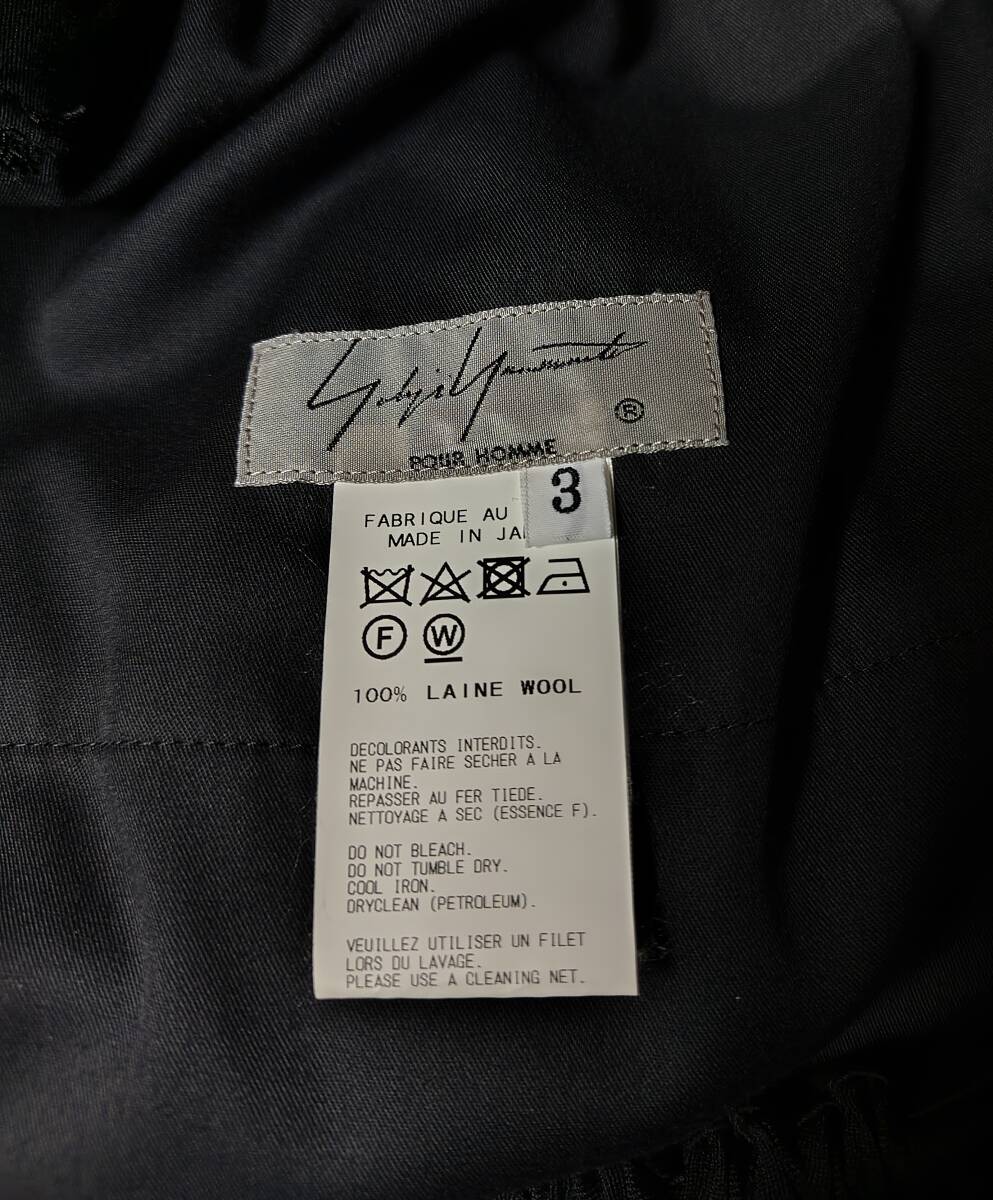 Yohji Yamamoto
®
POUR HOMME
3
FABRIQUE AU
MADE IN JA
F W
100% LAINE WOOL
DECOLORANTS INTERDITS.
NE PAS FAIRE SECHER A LA
MACHINE.
REPASSER AU FER TIEDE.
NETTOYAGE A SEC (ESSENCE F).
DO NOT BLEACH.
DO NOT TUMBLE DRY.
COOL IRON.
DRYCLEAN (PETROLEUM).
VEUILLEZ UTILISER UN FILET
LORS DU LAVAGE.
PLEASE USE A CLEANING NET.